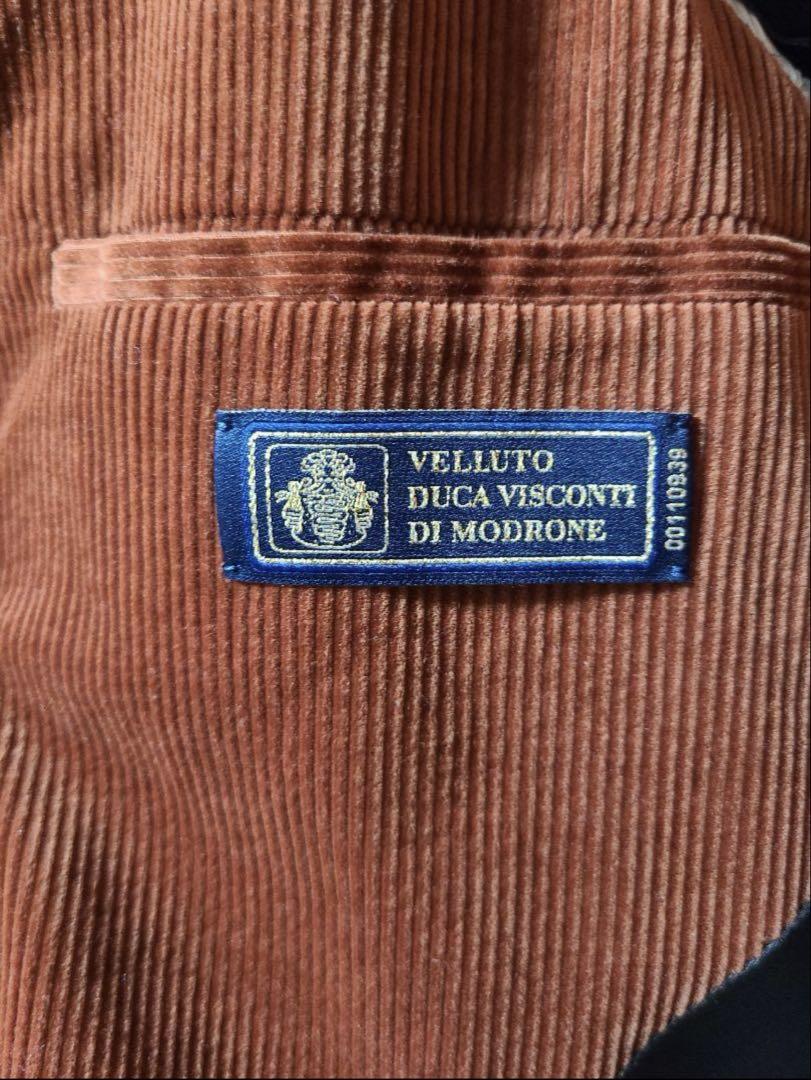 VELLUTO
DUCA VISCONTI
DI MODRONE
00110939